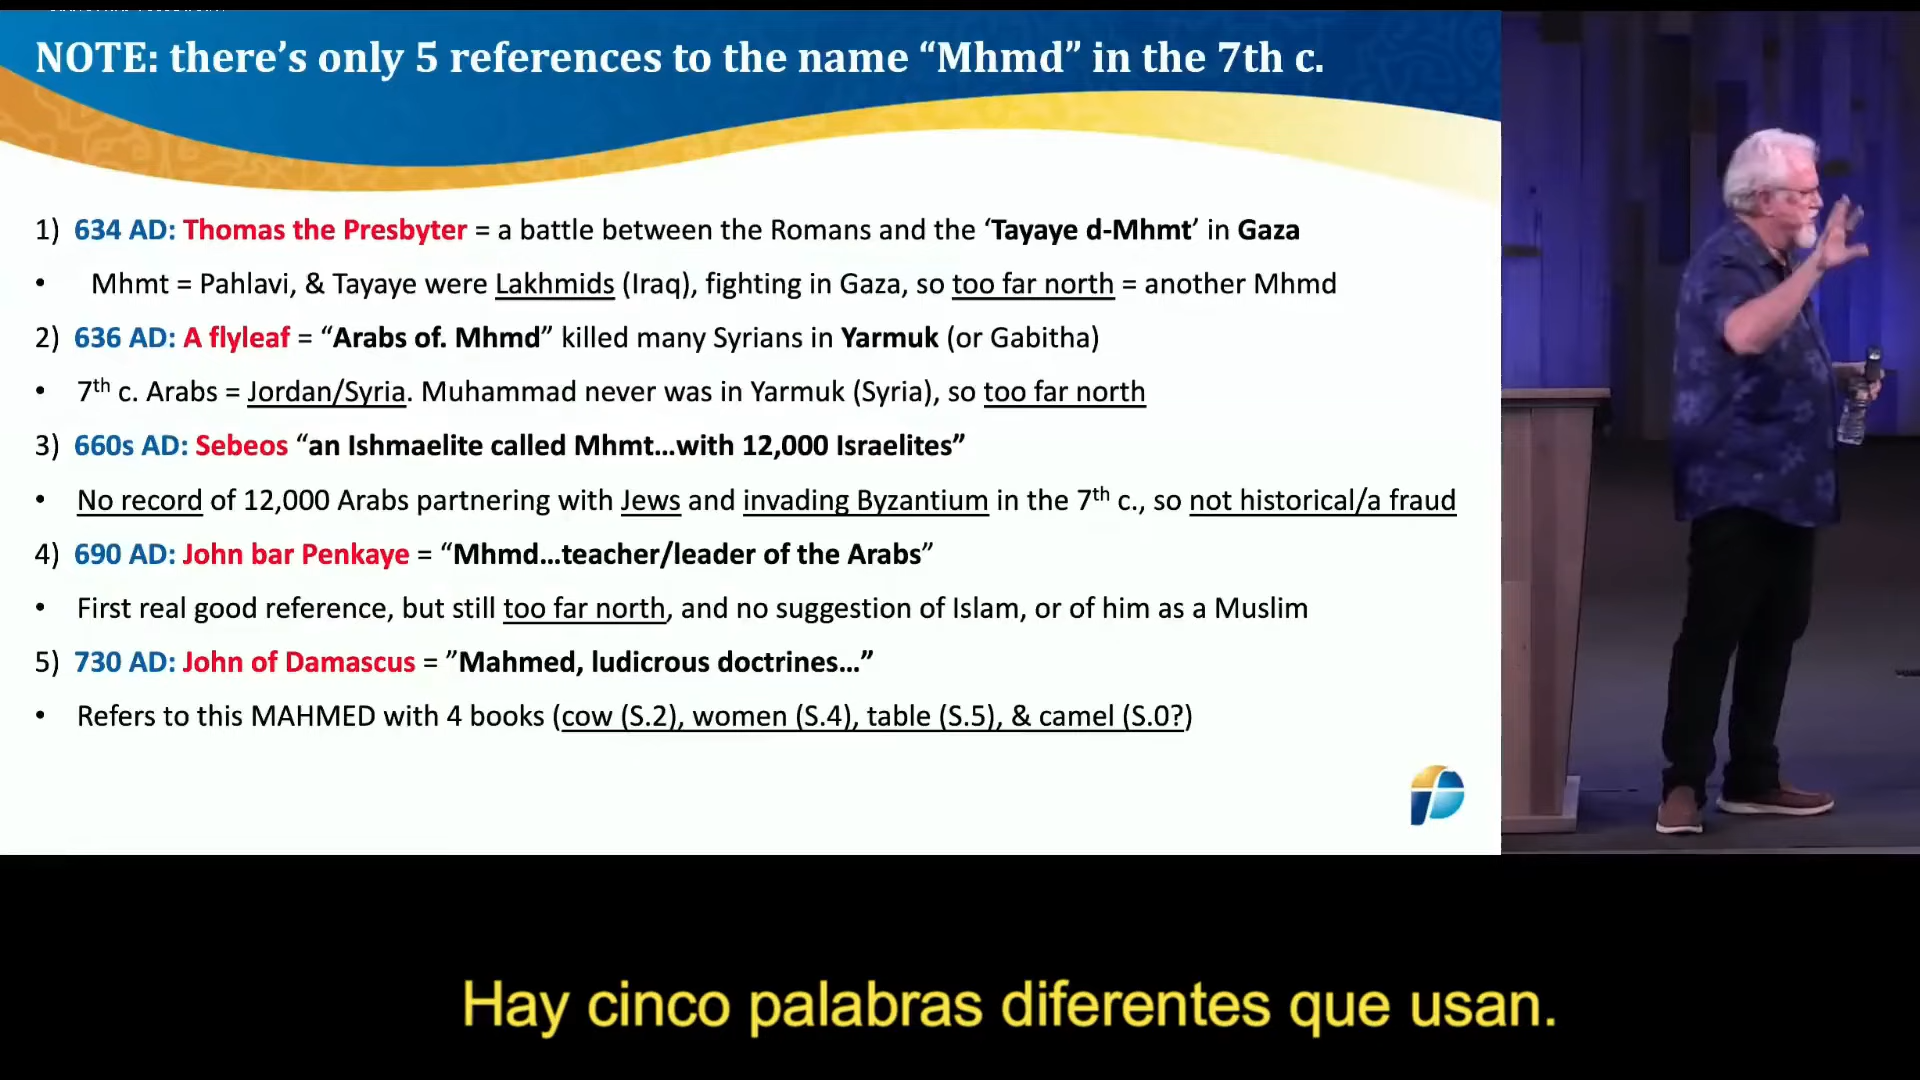 NOTE: there’s only 5 references to the name “Mhmd” in the 7th c.
1) 634 AD: Thomas the Presbyter = a battle between the Romans and the ‘Tayaye d-Mhmt’ in Gaza
• Mhmt = Pahlavi, & Tayaye were Lakhmids (Iraq), fighting in Gaza, so too far north = another Mhmd
2) 636 AD: A flyleaf = “Arabs of. Mhmd” killed many Syrians in Yarmuk (or Gabitha)
• 7th c. Arabs = Jordan/Syria. Muhammad never was in Yarmuk (Syria), so too far north
3) 660s AD: Sebeos “an Ishmaelite called Mhmt...with 12,000 Israelites”
• No record of 12,000 Arabs partnering with Jews and invading Byzantium in the 7th c., so not historical/a fraud
4) 690 AD: John bar Penkaye = “Mhmd...teacher/leader of the Arabs”
• First real good reference, but still too far north, and no suggestion of Islam, or of him as a Muslim
5) 730 AD: John of Damascus = ”Mahmed, ludicrous doctrines...”
• Refers to this MAHMED with 4 books (cow (S.2), women (S.4), table (S.5), & camel (S.0?)
Hay cinco palabras diferentes que usan.